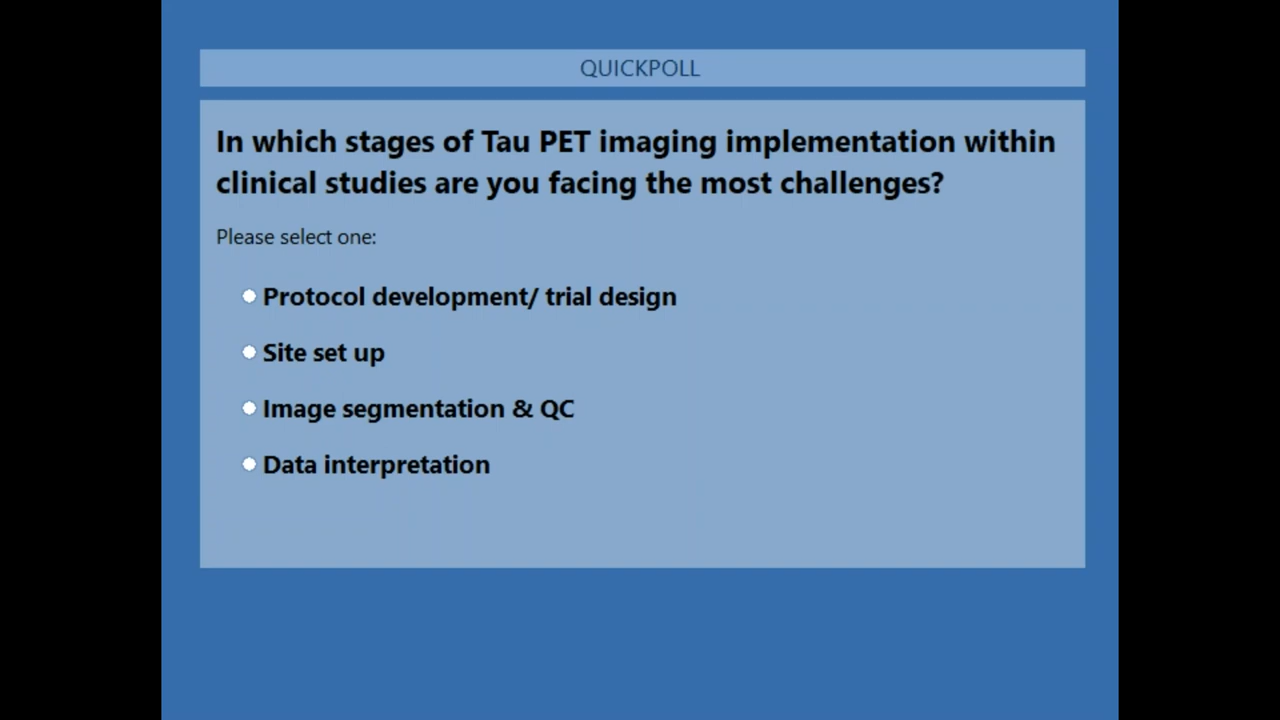 QUICKPOLL
In which stages of Tau PET imaging implementation within
clinical studies are you facing the most challenges?
Please select one:
Protocol development/ trial design
Site set up
Image segmentation & QC
Data interpretation